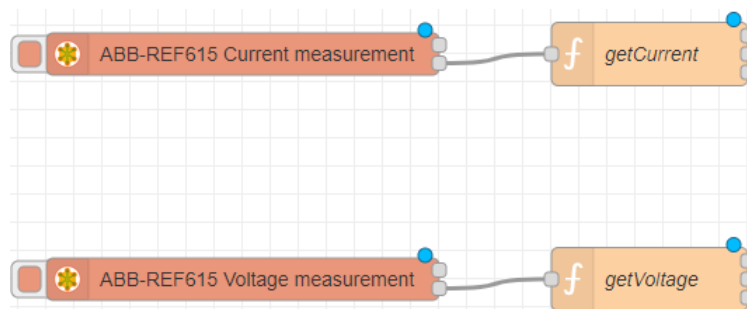 ABB-REF615 Current measurement
getCurrent
ABB-REF615 Voltage measurement
getVoltage